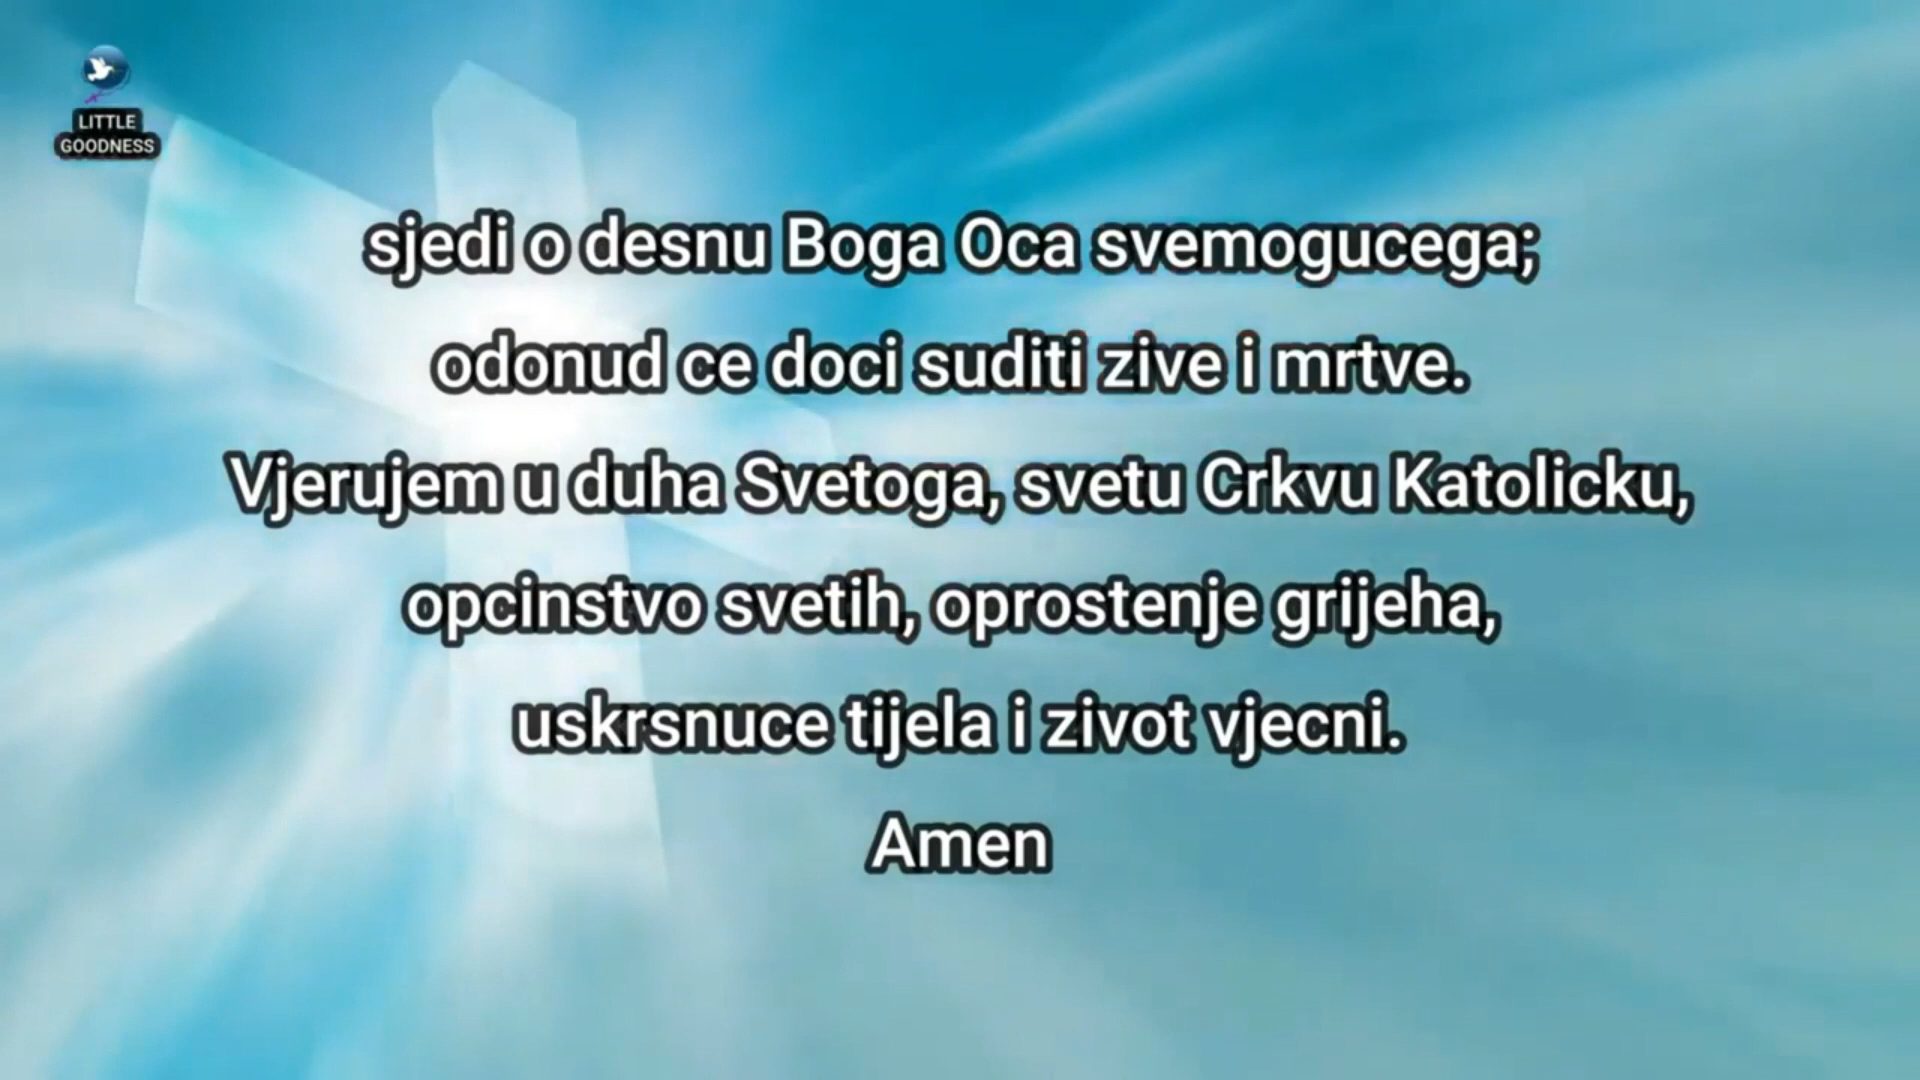 LITTLE
GOODNESS
sjedi o desnu Boga Oca svemogucega;
odonud ce doci suditi zive i mrtve.
Vjerujem u duha Svetoga, svetu Crkvu Katolicku,
opcinstvo svetih, oprostenje grijeha,
uskrsnuce tijela i zivot vjecni.
Amen